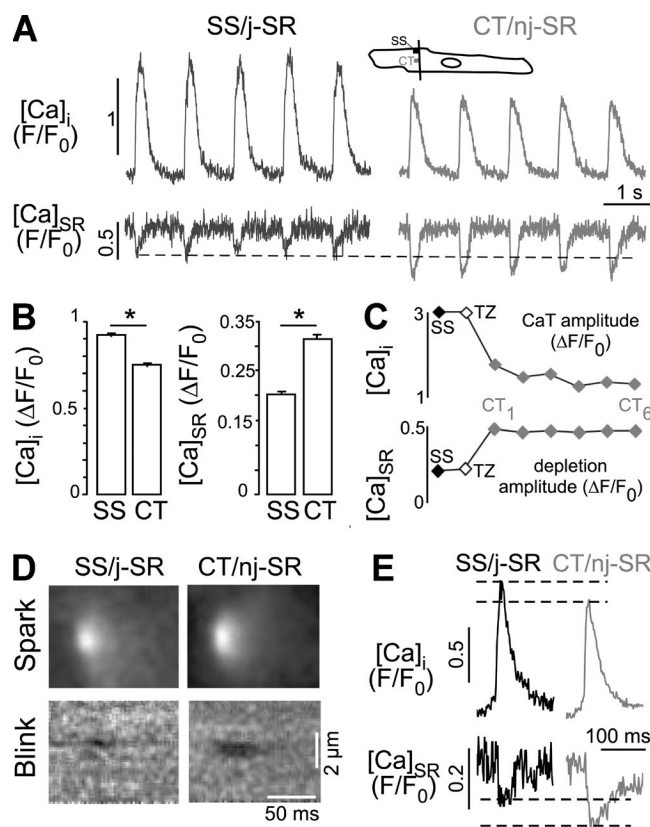 A
SS/j-SR
CT/nj-SR
SS
CT
[Ca]i
(F/F0)
1
1 s
[Ca]SR
(F/F0)
0.5
B
*
*
[Ca]i (ΔF/F0)
1
0.5
0
SS CT
[Ca]SR (ΔF/F0)
0.35
0.30
0.20
0.10
0
SS CT
C
[Ca]i
3
1
SS
TZ
CaT amplitude
(ΔF/F0)
CT1
CT6
[Ca]SR
0.5
0
SS
TZ
depletion
amplitude (ΔF/F0)
D
SS/j-SR
CT/nj-SR
Spark
Blink
2 μm
50 ms
E
SS/j-SR
CT/nj-SR
[Ca]i
(F/F0)
0.5
100 ms
[Ca]SR
(F/F0)
0.2